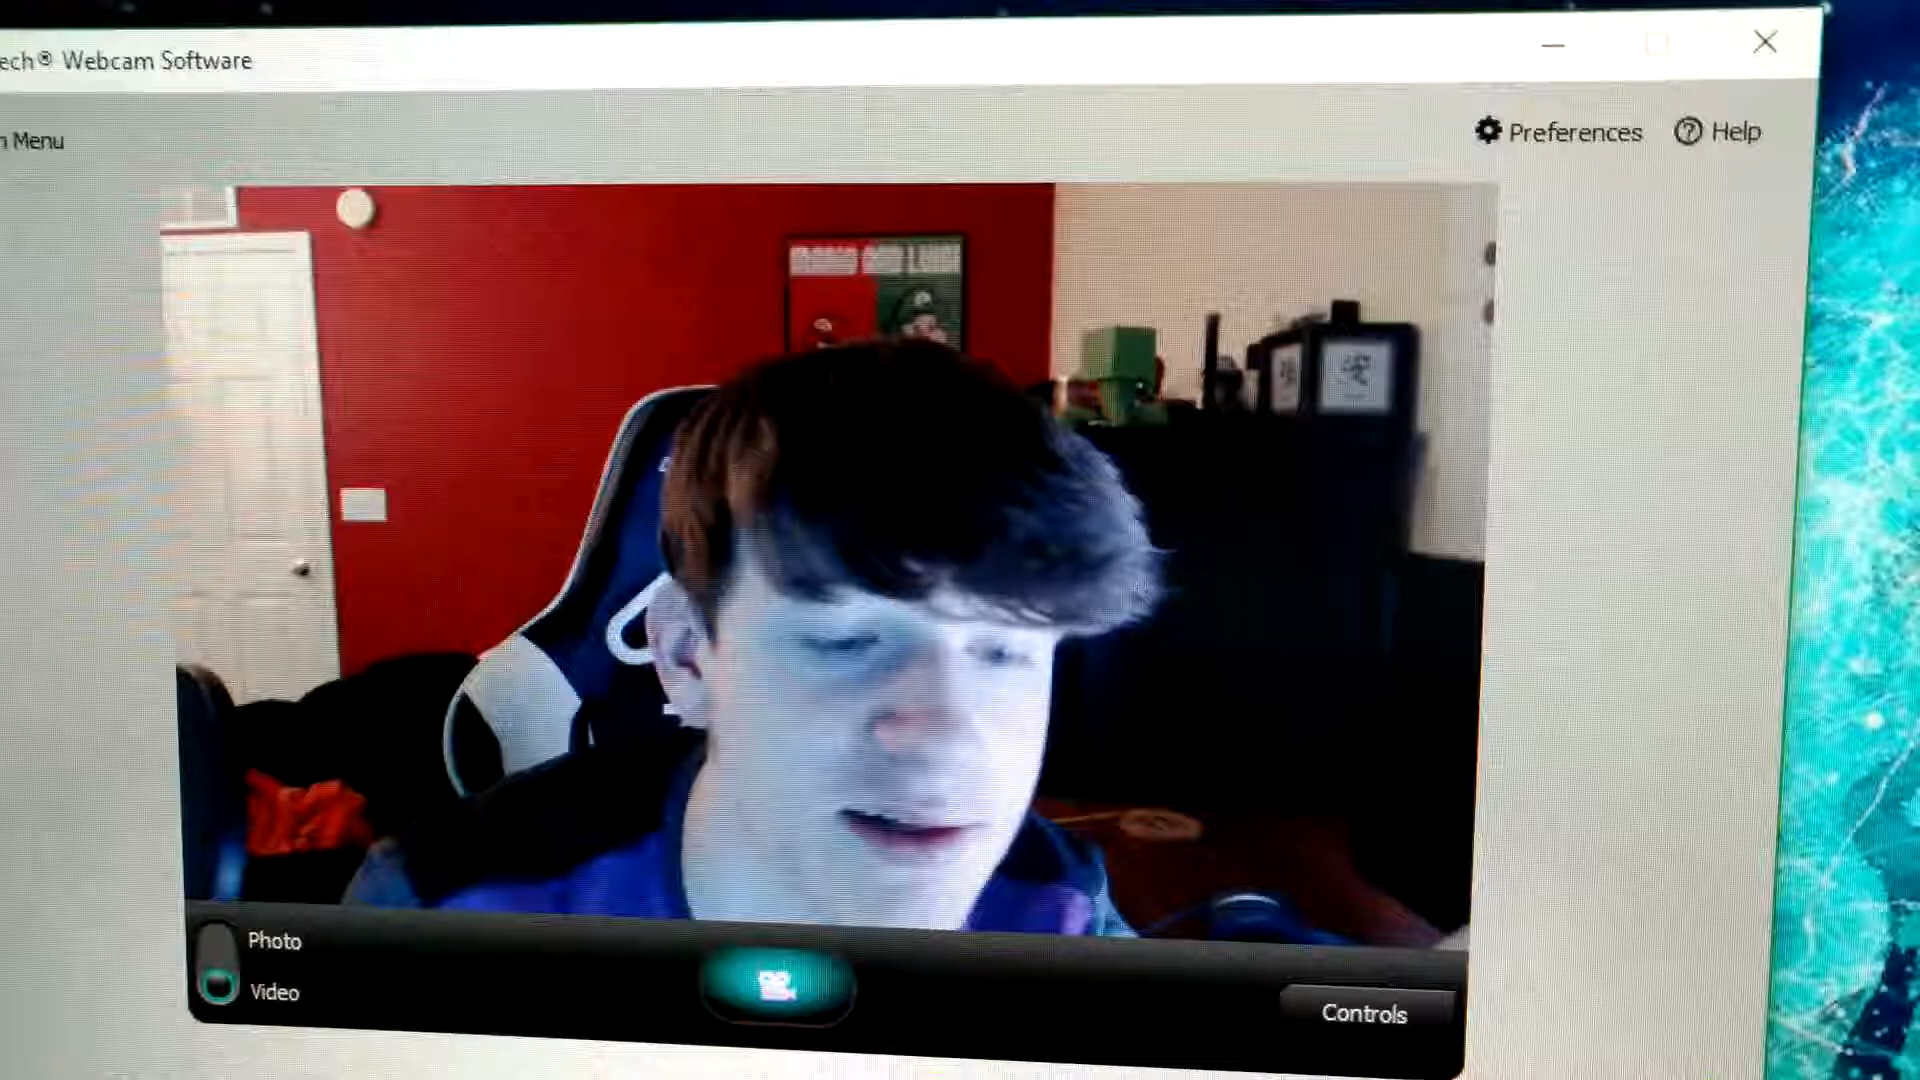 ech® Webcam Software
n Menu
Preferences
Help
Photo
Video
Controls